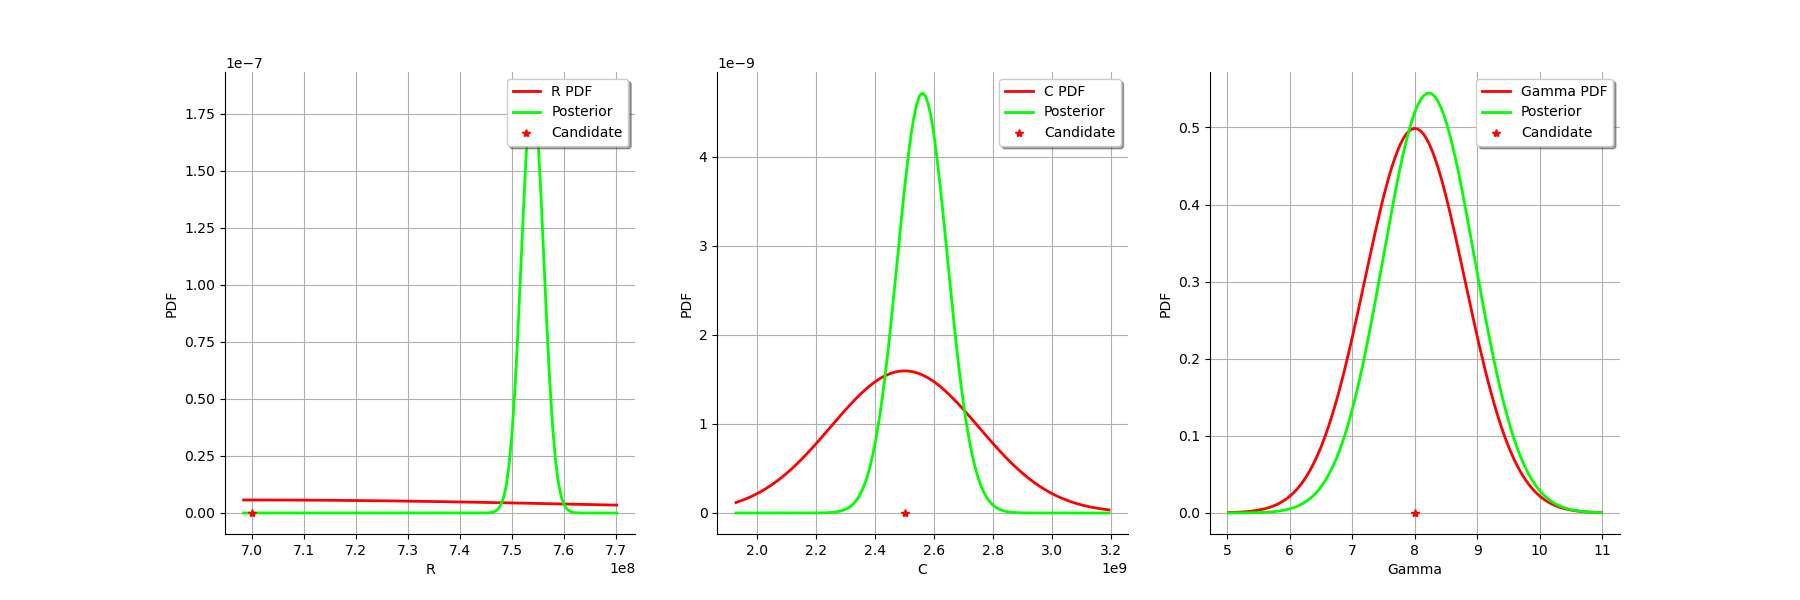 1e−7
R PDF
Posterior
Candidate
1.75
1.50
1.25
1.00
0.75
0.50
0.25
0.00
PDF
7.0 7.1 7.2 7.3 7.4 7.5 7.6 7.7
R
1e8
1e−9
C PDF
Posterior
Candidate
4
3
2
1
0
PDF
2.0 2.2 2.4 2.6 2.8 3.0 3.2
C
1e9
Gamma PDF
Posterior
Candidate
0.5
0.4
0.3
0.2
0.1
0.0
PDF
5 6 7 8 9 10 11
Gamma